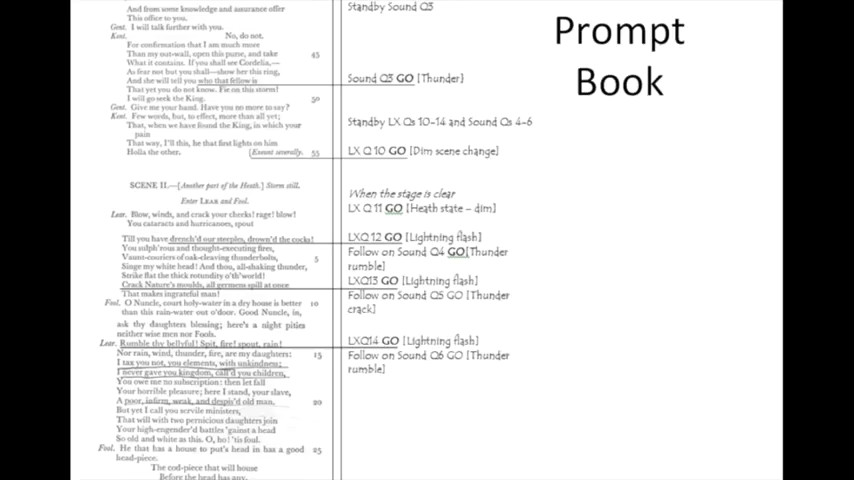 And from some knowledge and assurance offer
This office to you.
Gent. I will talk further with you.
Kent. No, do not.
For confirmation that I am much more
Than my out-wall, open this purse, and take 45
What it contains. If you shall see Cordelia,—
As fear not but you shall—show her this ring,
And she will tell you who that fellow is
That yet you do not know. Fie on this storm!
I will go seek the King. 50
Gent. Give me your hand. Have you no more to say?
Kent. Few words, but, to effect, more than all yet;
That, when we have found the King, in which your
pain
That way, I'll this, he that first lights on him
Holla the other. [Exeunt severally. 55
SCENE II.—[Another part of the Heath.] Storm still.
Enter LEAR and Fool.
Lear. Blow, winds, and crack your cheeks! rage! blow!
You cataracts and hurricanoes, spout
Till you have drench'd our steeples, drown'd the cocks!
You sulph'rous and thought-executing fires,
Vaunt-couriers of oak-cleaving thunderbolts, 5
Singe my white head! And thou, all-shaking thunder,
Strike flat the thick rotundity o'th'world!
Crack Nature's moulds, all germens spill at once
That makes ingrateful man!
Fool. O Nuncle, court holy-water in a dry house is better 10
than this rain-water out o'door. Good Nuncle, in,
ask thy daughters blessing; here's a night pities
neither wise men nor Fools.
Lear. Rumble thy bellyful! Spit, fire! spout, rain!
Nor rain, wind, thunder, fire, are my daughters: 15
I tax you not, you elements, with unkindness;
I never gave you kingdom, call'd you children,
You owe me no subscription: then let fall
Your horrible pleasure; here I stand, your slave,
A poor, infirm, weak, and despis'd old man. 20
But yet I call you servile ministers,
That will with two pernicious daughters join
Your high-engender'd battles 'gainst a head
So old and white as this. O, ho! 'tis foul.
Fool. He that has a house to put's head in has a good 25
head-piece.
The cod-piece that will house
Before the head has any,
Standby Sound Q3
Sound Q3 GO [Thunder}
Standby LX Qs 10-14 and Sound Qs 4-6
LX Q 10 GO [Dim scene change]
When the stage is clear
LX Q 11 GO [Heath state – dim]
LXQ 12 GO [Lightning flash]
Follow on Sound Q4 GO[Thunder
rumble]
LXQ13 GO [Lightning flash]
Follow on Sound Q5 GO [Thunder
crack]
LXQ14 GO [Lightning flash]
Follow on Sound Q6 GO [Thunder
rumble]
Prompt
Book